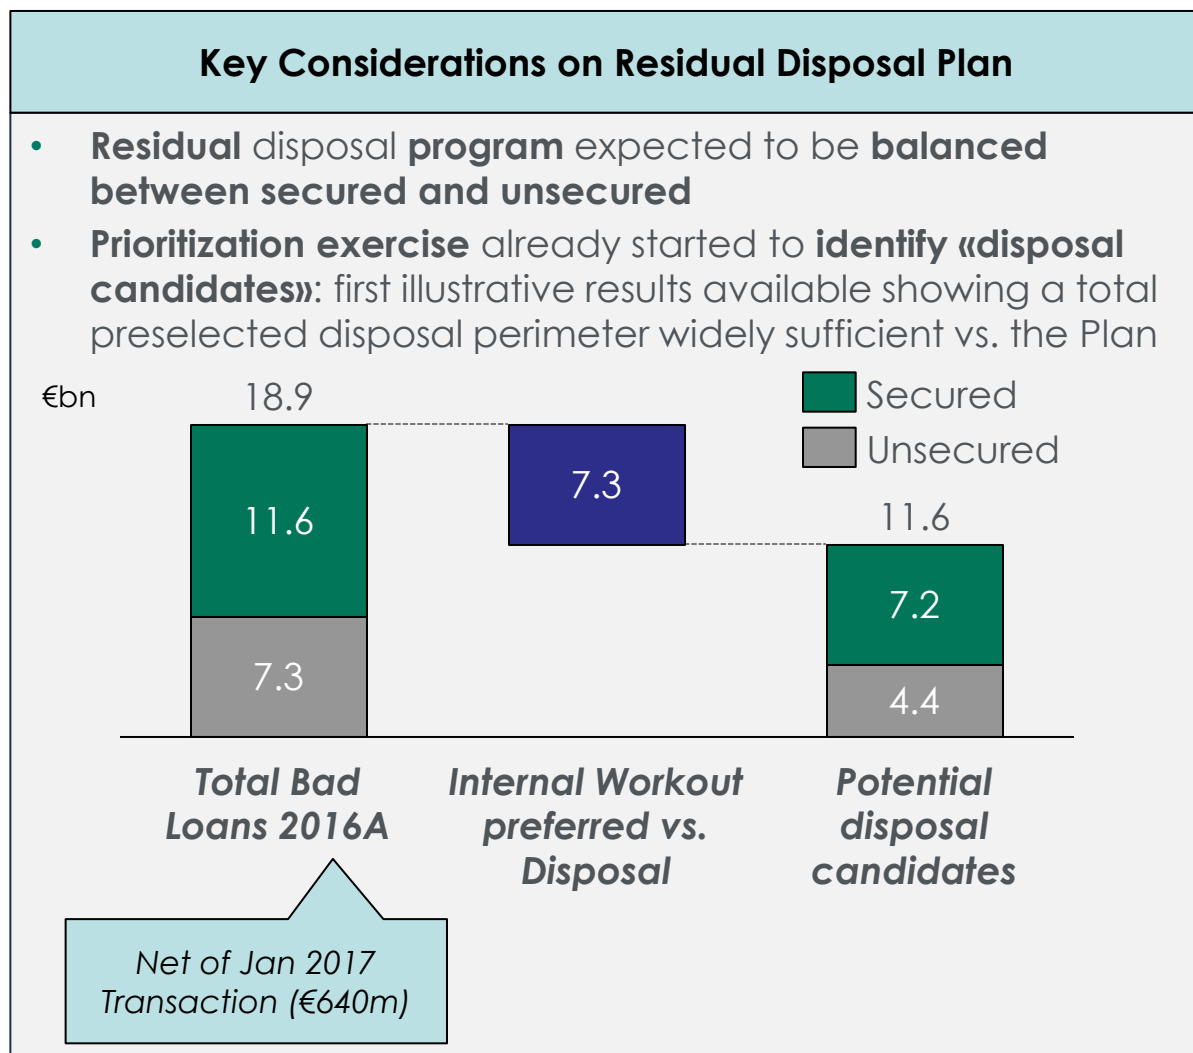 Key Considerations on Residual Disposal Plan
• Residual disposal program expected to be balanced
between secured and unsecured
• Prioritization exercise already started to identify «disposal
candidates»: first illustrative results available showing a total
preselected disposal perimeter widely sufficient vs. the Plan
€bn
18.9
Secured
Unsecured
11.6
7.3
7.3
11.6
7.2
4.4
Total Bad
Loans 2016A
Internal Workout
preferred vs.
Disposal
Potential
disposal
candidates
Net of Jan 2017
Transaction (€640m)